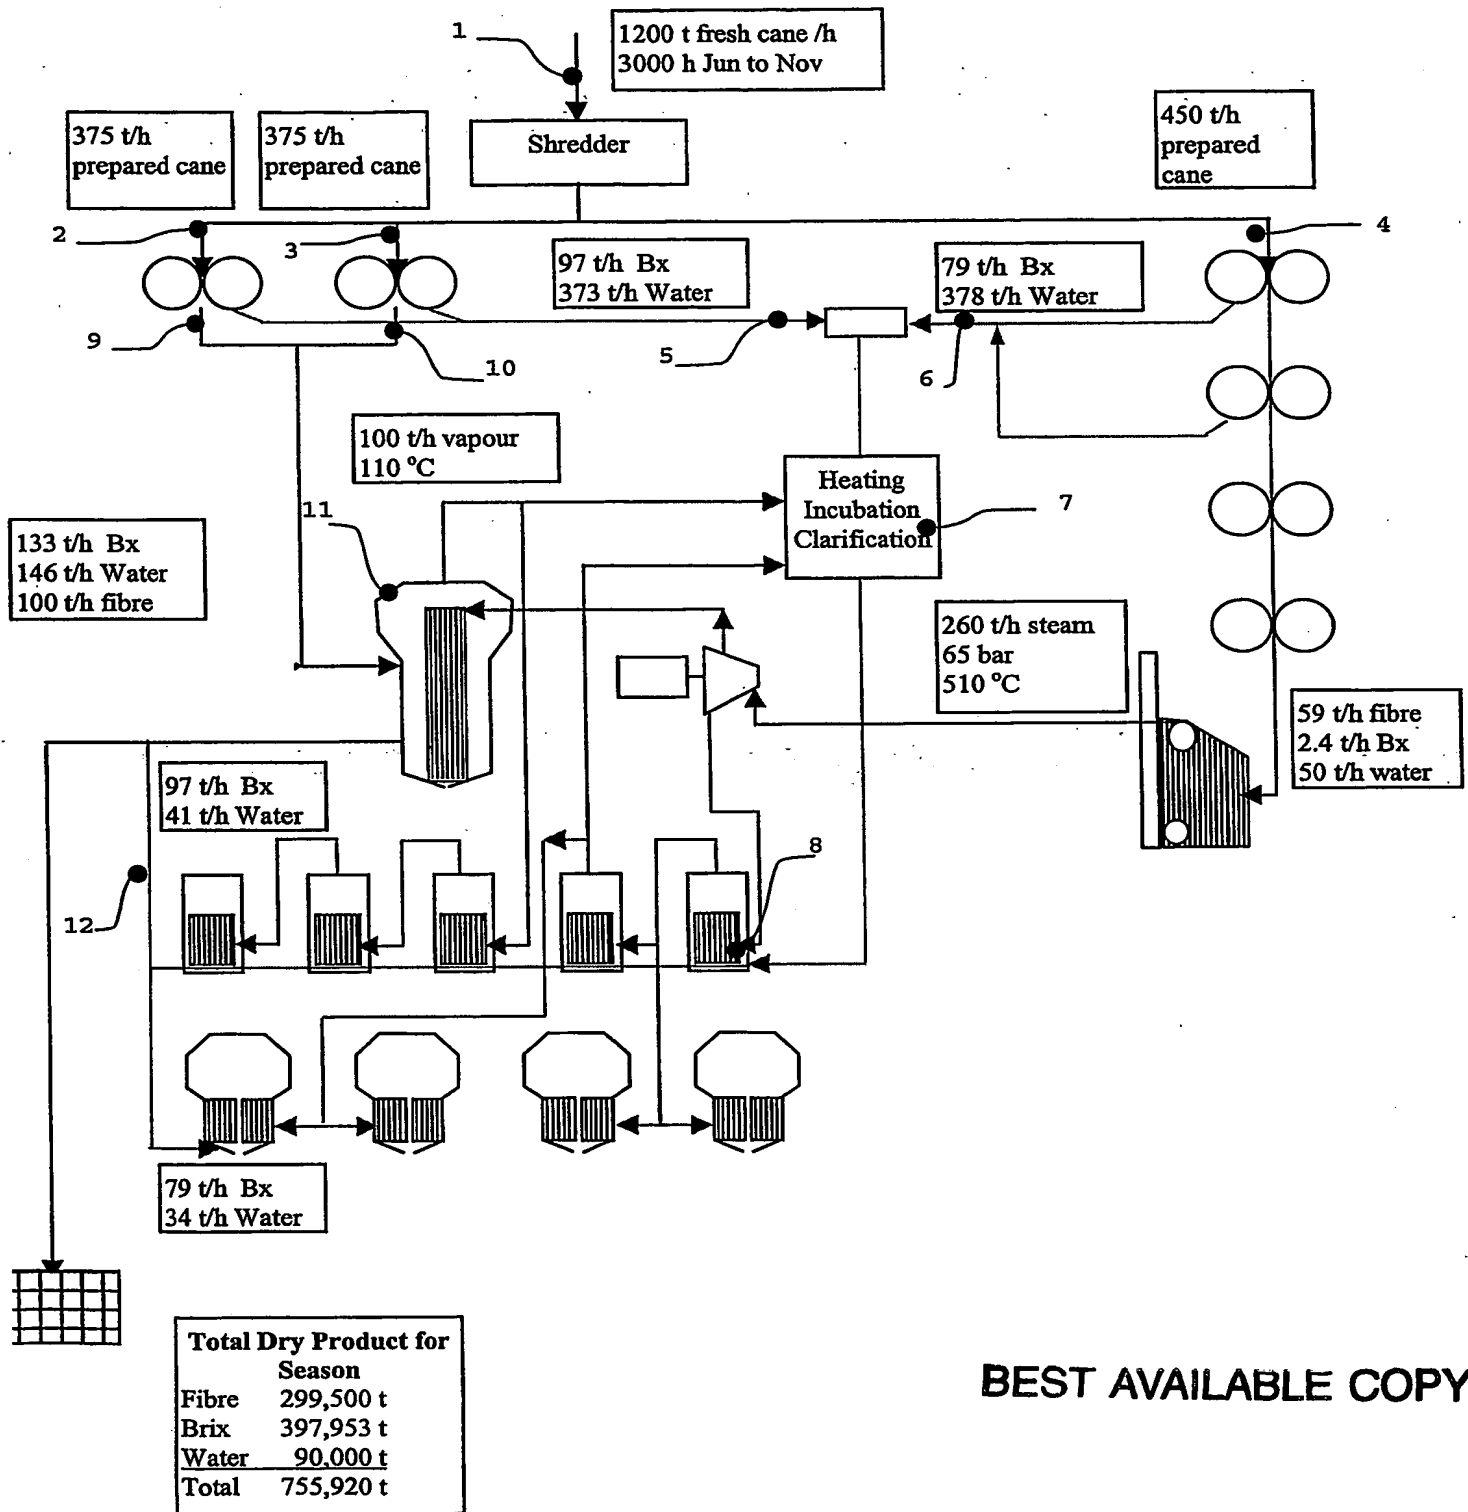 1
1200 t fresh cane /h
3000 h Jun to Nov
375 t/h
prepared cane
375 t/h
prepared cane
Shredder
450 t/h
prepared
cane
2
3
4
97 t/h Bx
373 t/h Water
79 t/h Bx
378 t/h Water
9
10
5
6
100 t/h vapour
110 °C
11
Heating
Incubation
Clarification
7
133 t/h Bx
146 t/h Water
100 t/h fibre
260 t/h steam
65 bar
510 °C
59 t/h fibre
2.4 t/h Bx
50 t/h water
97 t/h Bx
41 t/h Water
8
12
79 t/h Bx
34 t/h Water
Total Dry Product for
Season
Fibre 299,500 t
Brix 397,953 t
Water 90,000 t
Total 755,920 t
BEST AVAILABLE COPY